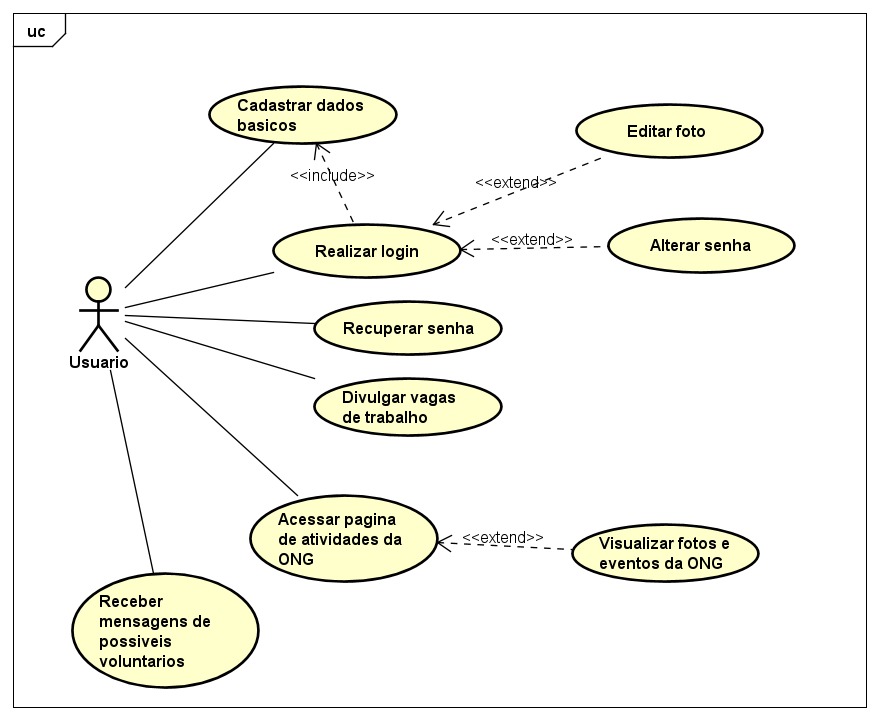 uc
Cadastrar dados
basicos
Editar foto
<<include>>
<<extend>>
Realizar login
<<extend>>
Alterar senha
Recuperar senha
Usuario
Divulgar vagas
de trabalho
Acessar pagina
de atividades da
ONG
<<extend>>
Visualizar fotos e
eventos da ONG
Receber
mensagens de
possiveis
voluntarios